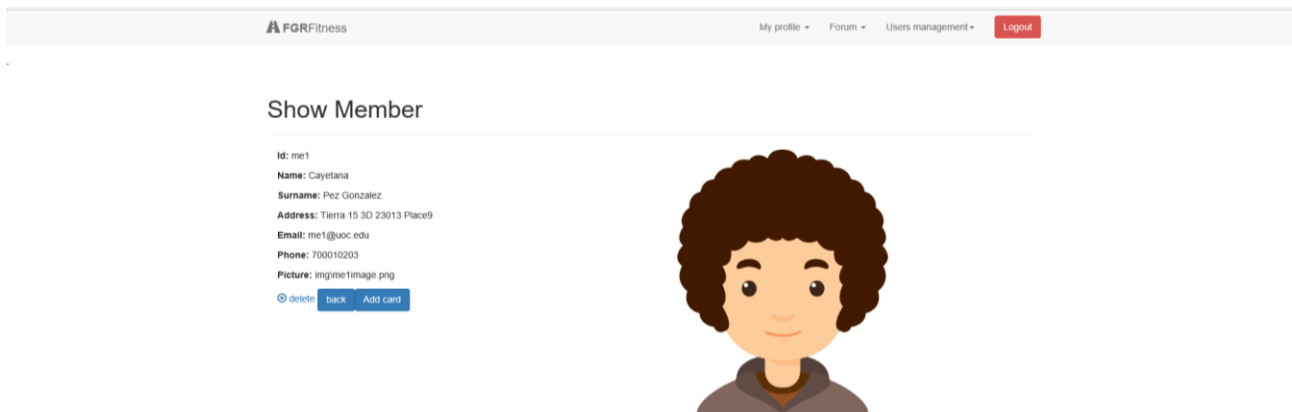 FGRFitness My profile Forum Users management Logout
Show Member
Id: me1
Name: Cayetana
Surname: Pez Gonzalez
Address: Tierra 15 3D 23013 Place9
Email: me1@uoc.edu
Phone: 700010203
Picture: img\me1image.png
delete back Add card